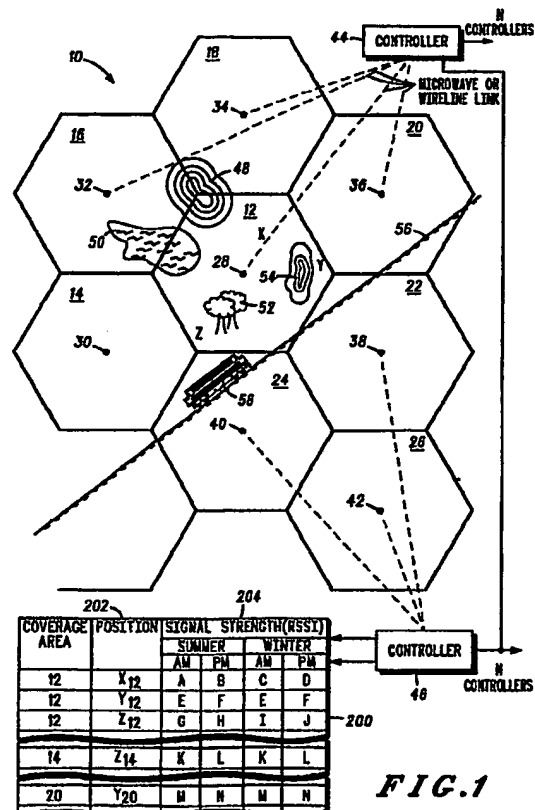 N
CONTROLLERS
44
CONTROLLER
18
10
MICROWAVE OR
WIRELINE LINK
34
16
20
48
32
36
12
50
X
56
28
54
Y
14
22
52
Z
30
38
24
58
40
26
42
202
204
COVERAGE AREA POSITION SIGNAL STRENGTH(RSSI)
SUMMER WINTER
AM PM AM PM
12 X12 A B C D
12 Y12 E F E F
12 Z12 G H I J
200
14 Z14 K L K L
20 Y20 M N M N
CONTROLLER
46
N
CONTROLLERS
FIG.1